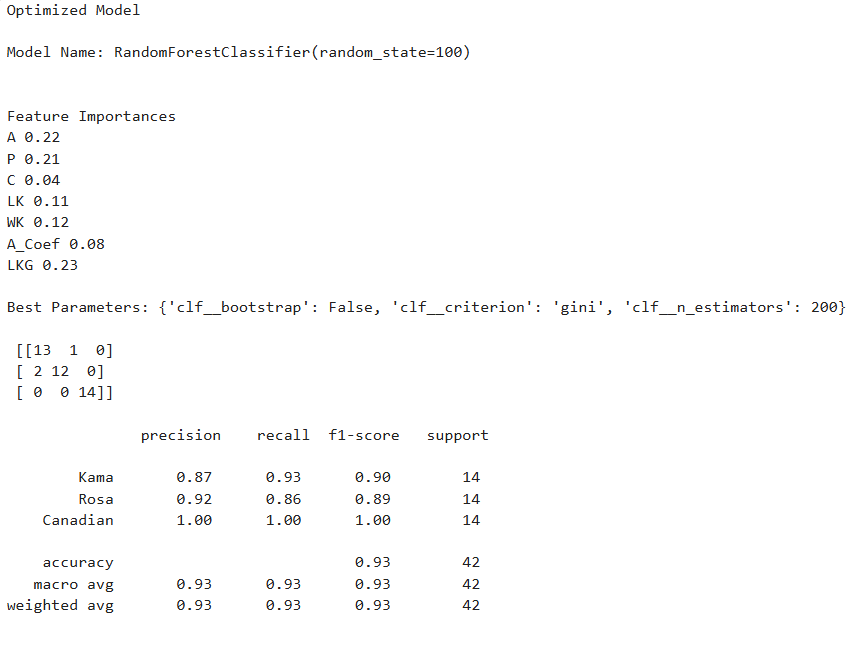 Optimized Model
Model Name: RandomForestClassifier(random_state=100)
Feature Importances
A 0.22
P 0.21
C 0.04
LK 0.11
WK 0.12
A_Coef 0.08
LKG 0.23
Best Parameters: {'clf__bootstrap': False, 'clf__criterion': 'gini', 'clf__n_estimators': 200}
[[13  1  0]
[ 2 12  0]
[ 0  0 14]]
precision    recall  f1-score   support
Kama       0.87      0.93      0.90        14
Rosa       0.92      0.86      0.89        14
Canadian       1.00      1.00      1.00        14
accuracy                           0.93        42
macro avg       0.93      0.93      0.93        42
weighted avg       0.93      0.93      0.93        42